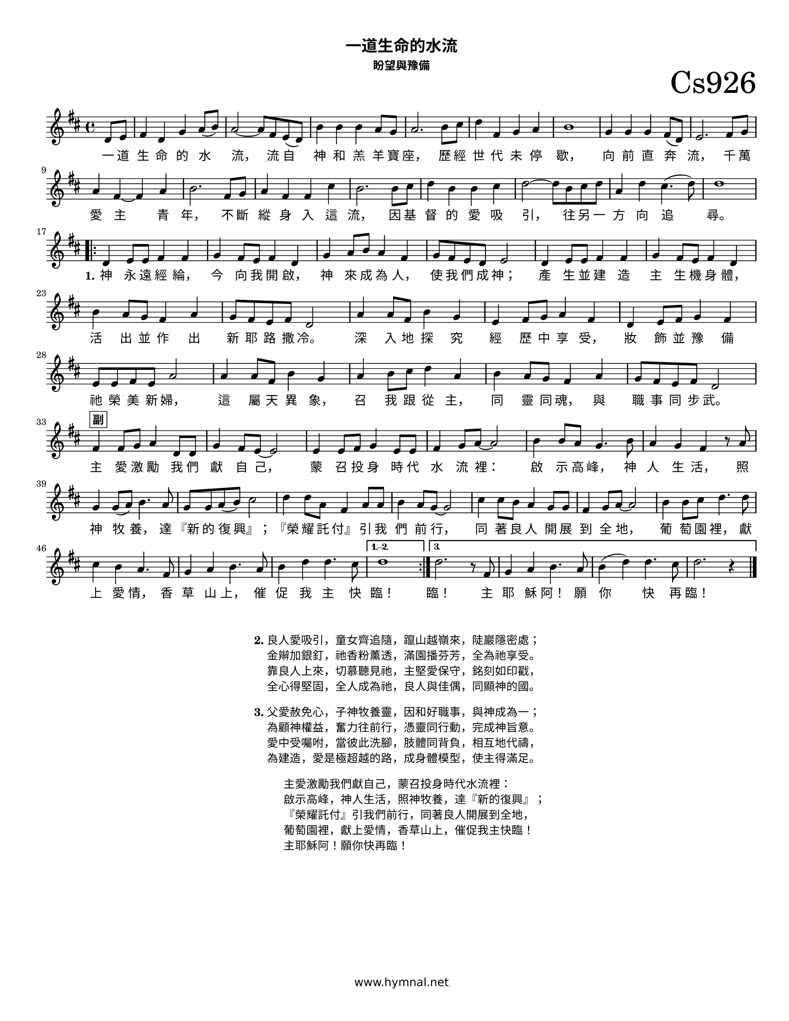 一道生命的水流
盼望與豫備
Cs926
一道 生 命 的 水 流， 流自 神 和 羔 羊 寶座， 歷經 世 代 未 停 歇， 向 前 直 奔 流， 千萬
9
愛 主 青 年， 不斷 縱 身 入 這 流， 因基 督 的 愛 吸 引， 往另一 方 向 追 尋。
17
1. 神 永遠經綸， 今 向我開啟， 神 來成為人， 使我們成神； 產 生並建 造 主 生機身體，
23
活 出並作 出 新耶路撒冷。 深 入地探 究 經 歷中享 受， 妝 飾並豫 備
28
祂榮美新婦， 這 屬天異 象， 召 我跟從 主， 同 靈同魂， 與 職事同步武。
33
副
主 愛激勵 我們 獻 自 己， 蒙 召投身 時代 水 流裡： 啟 示高峰， 神 人 生 活， 照
39
神 牧 養， 達『新的復興』；『榮耀託付』引我 們 前行， 同 著良人 開展 到 全地， 葡 萄園裡，獻
46
1.-2.
3.
上 愛情， 香 草 山上， 催 促 我 主 快 臨！ 臨！ 主 耶 穌 阿！ 願 你 快 再臨！
2. 良人愛吸引，童女齊追隨，躥山越嶺來，陡巖隱密處；
金辮加銀釘，祂香粉薰透，滿園播芬芳，全為祂享受。
靠良人上來，切慕聽見祂，主堅愛保守，銘刻如印戳，
全心得堅固，全人成為祂，良人與佳偶，同顯神的國。
3. 父愛赦免心，子神牧養靈，因和好職事，與神成為一；
為顧神權益，奮力往前行，憑靈同行動，完成神旨意。
愛中受囑咐，當彼此洗腳，肢體同背負，相互地代禱，
為建造，愛是極超越的路，成身體模型，使主得滿足。
主愛激勵我們獻自己，蒙召投身時代水流裡：
啟示高峰，神人生活，照神牧養，達『新的復興』；
『榮耀託付』引我們前行，同著良人開展到全地，
葡萄園裡，獻上愛情，香草山上，催促我主快臨！
主耶穌阿！願你快再臨！
www.hymnal.net